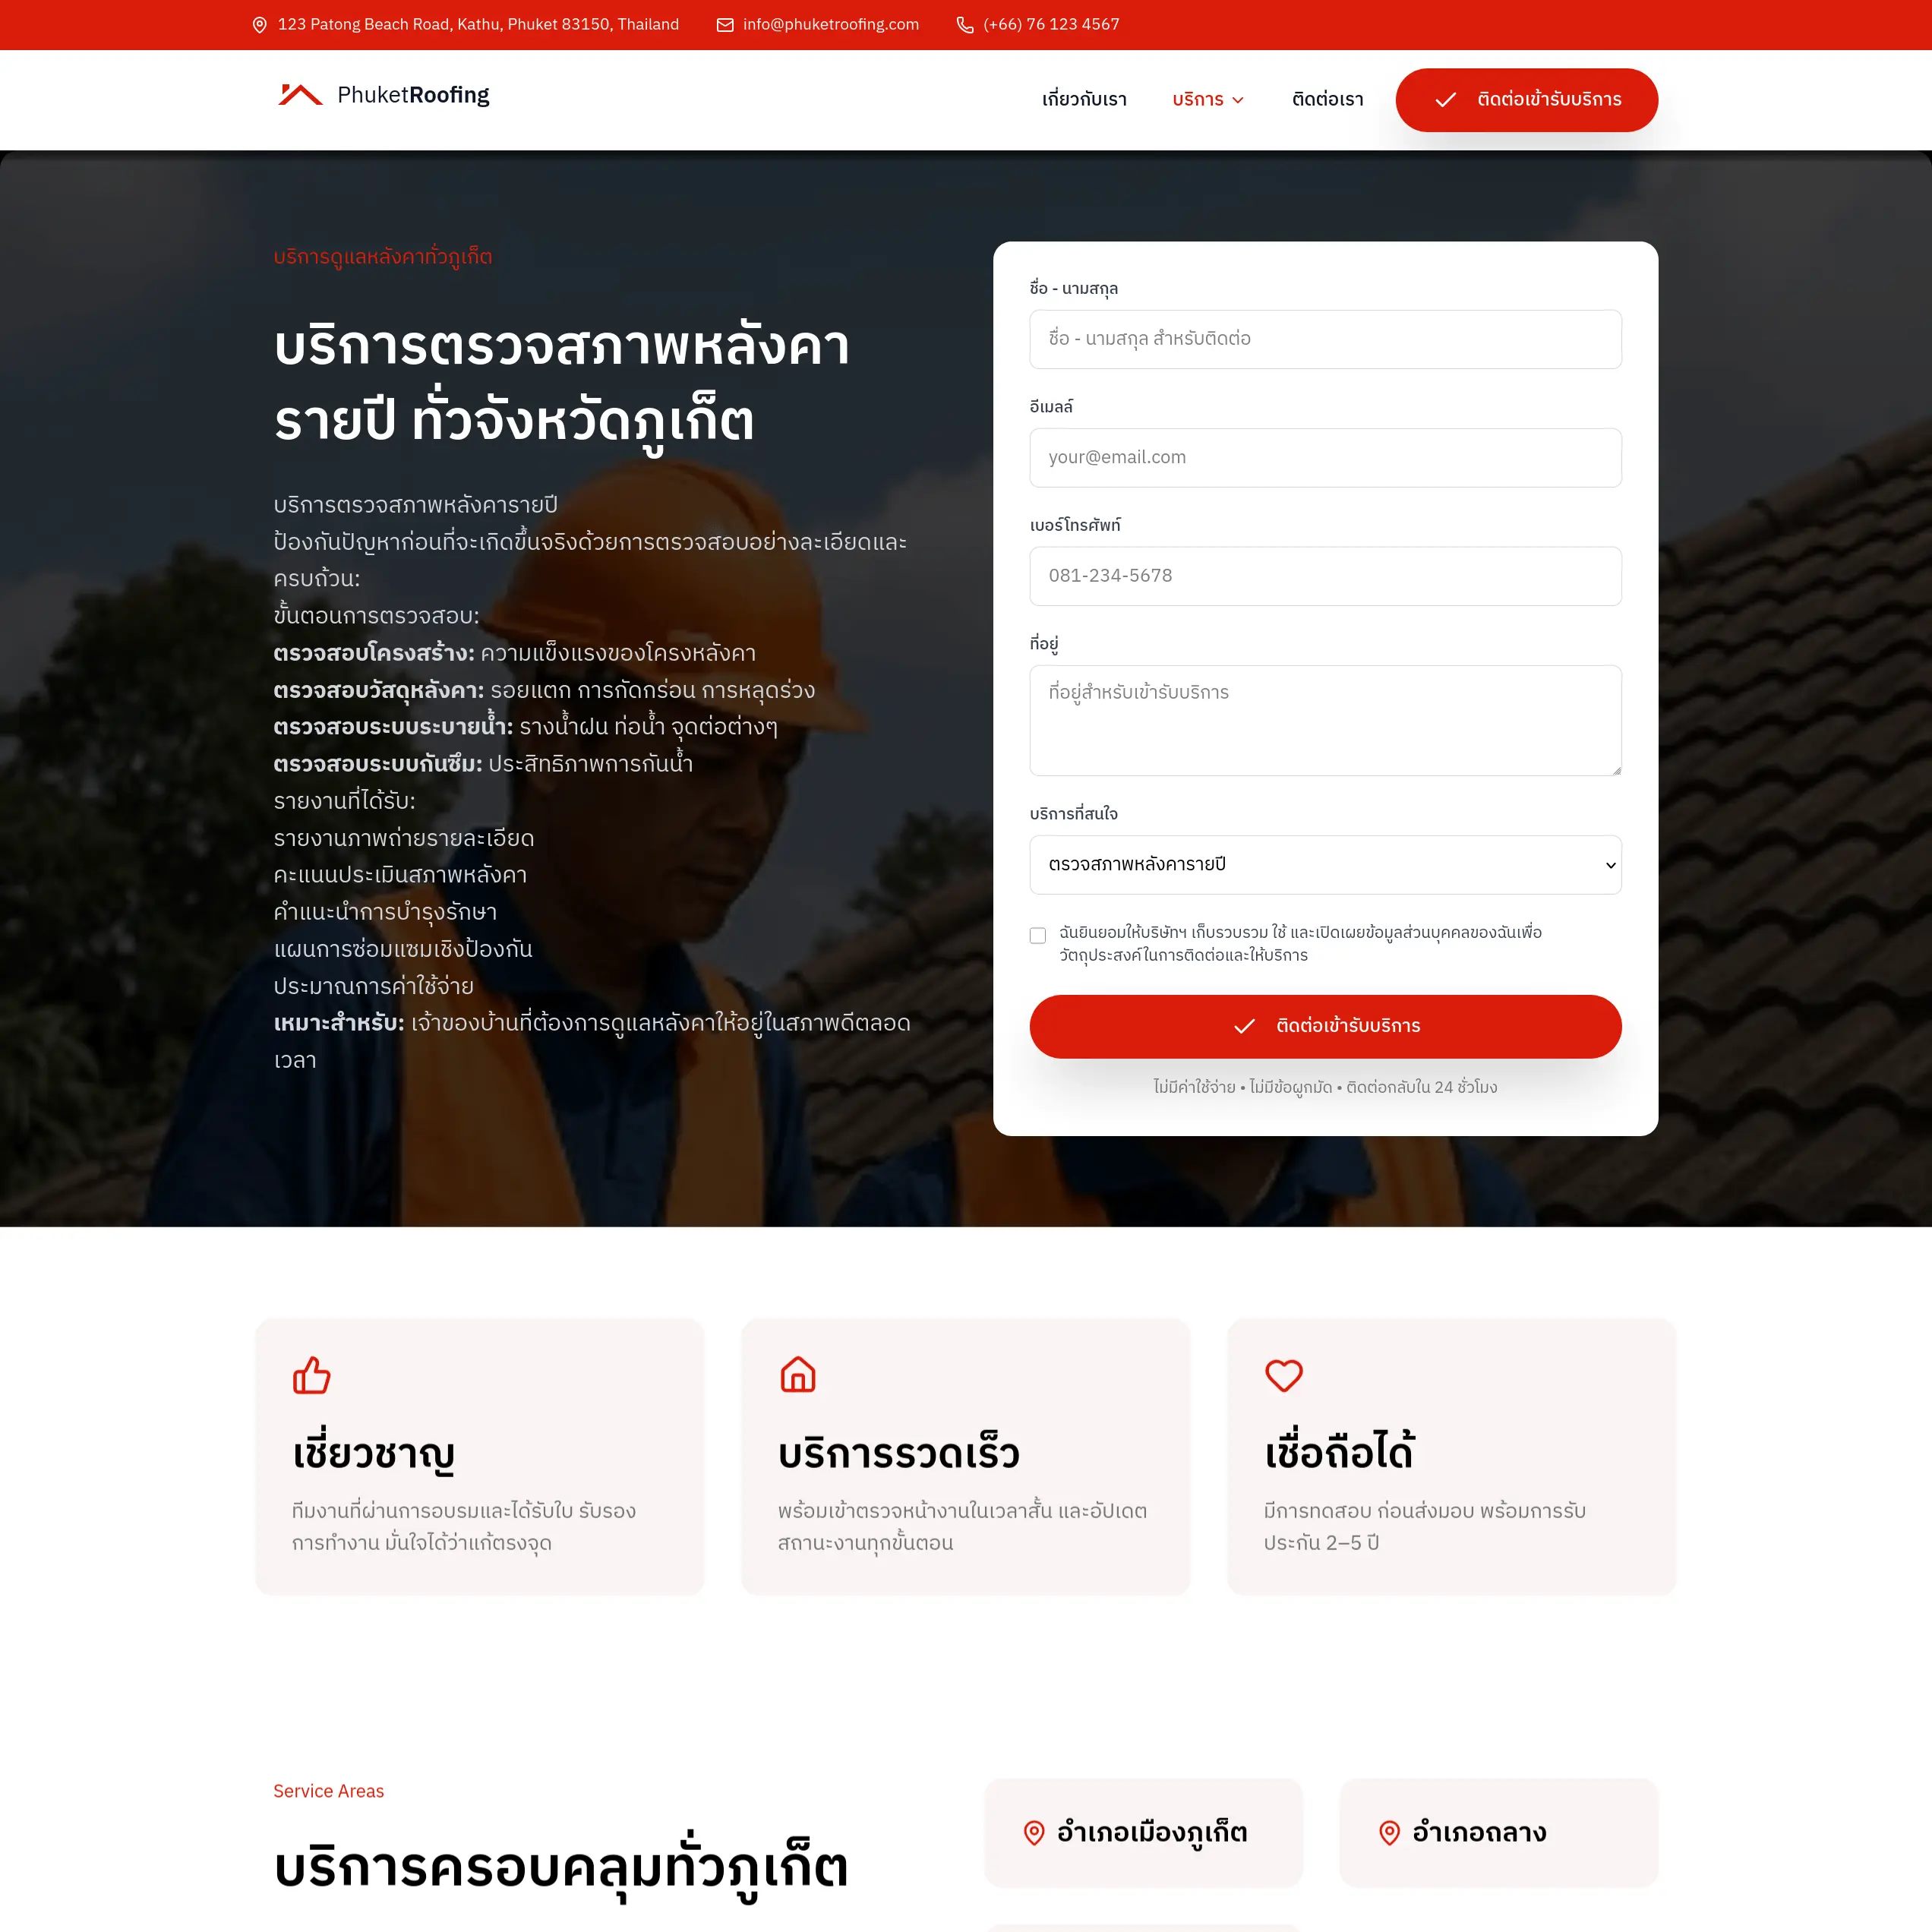 123 Patong Beach Road, Kathu, Phuket 83150, Thailand
info@phuketroofing.com
(+66) 76 123 4567
PhuketRoofing
เกี่ยวกับเรา
บริการ
ติดต่อเรา
ติดต่อเข้ารับบริการ
บริการดูแลหลังคาทั่วภูเก็ต
บริการตรวจสภาพหลังคา
รายปี ทั่วจังหวัดภูเก็ต
บริการตรวจสภาพหลังคารายปี
ป้องกันปัญหาก่อนที่จะเกิดขึ้นจริงด้วยการตรวจสอบอย่างละเอียดและ
ครบถ้วน:
ขั้นตอนการตรวจสอบ:
ตรวจสอบโครงสร้าง: ความแข็งแรงของโครงหลังคา
ตรวจสอบวัสดุหลังคา: รอยแตก การกัดกร่อน การหลุดร่วง
ตรวจสอบระบบระบายน้ำ: รางน้ำฝน ท่อน้ำ จุดต่อต่างๆ
ตรวจสอบระบบกันซึม: ประสิทธิภาพการกันน้ำ
รายงานที่ได้รับ:
รายงานภาพถ่ายรายละเอียด
คะแนนประเมินสภาพหลังคา
คำแนะนำการบำรุงรักษา
แผนการซ่อมแซมเชิงป้องกัน
ประมาณการค่าใช้จ่าย
เหมาะสำหรับ: เจ้าของบ้านที่ต้องการดูแลหลังคาให้อยู่ในสภาพดีตลอด
เวลา
ชื่อ - นามสกุล
ชื่อ - นามสกุล สำหรับติดต่อ
อีเมลล์
your@email.com
เบอร์โทรศัพท์
081-234-5678
ที่อยู่
ที่อยู่สำหรับเข้ารับบริการ
บริการที่สนใจ
ตรวจสภาพหลังคารายปี
ฉันยินยอมให้บริษัทฯ เก็บรวบรวม ใช้ และเปิดเผยข้อมูลส่วนบุคคลของฉันเพื่อ
วัตถุประสงค์ในการติดต่อและให้บริการ
ติดต่อเข้ารับบริการ
ไม่มีค่าใช้จ่าย • ไม่มีข้อผูกมัด • ติดต่อกลับใน 24 ชั่วโมง
เชี่ยวชาญ
ทีมงานที่ผ่านการอบรมและได้รับใบ รับรอง
การทำงาน มั่นใจได้ว่าแก้ตรงจุด
บริการรวดเร็ว
พร้อมเข้าตรวจหน้างานในเวลาสั้น และอัปเดต
สถานะงานทุกขั้นตอน
เชื่อถือได้
มีการทดสอบ ก่อนส่งมอบ พร้อมการรับ
ประกัน 2–5 ปี
Service Areas
บริการครอบคลุมทั่วภูเก็ต
อำเภอเมืองภูเก็ต
อำเภอถลาง